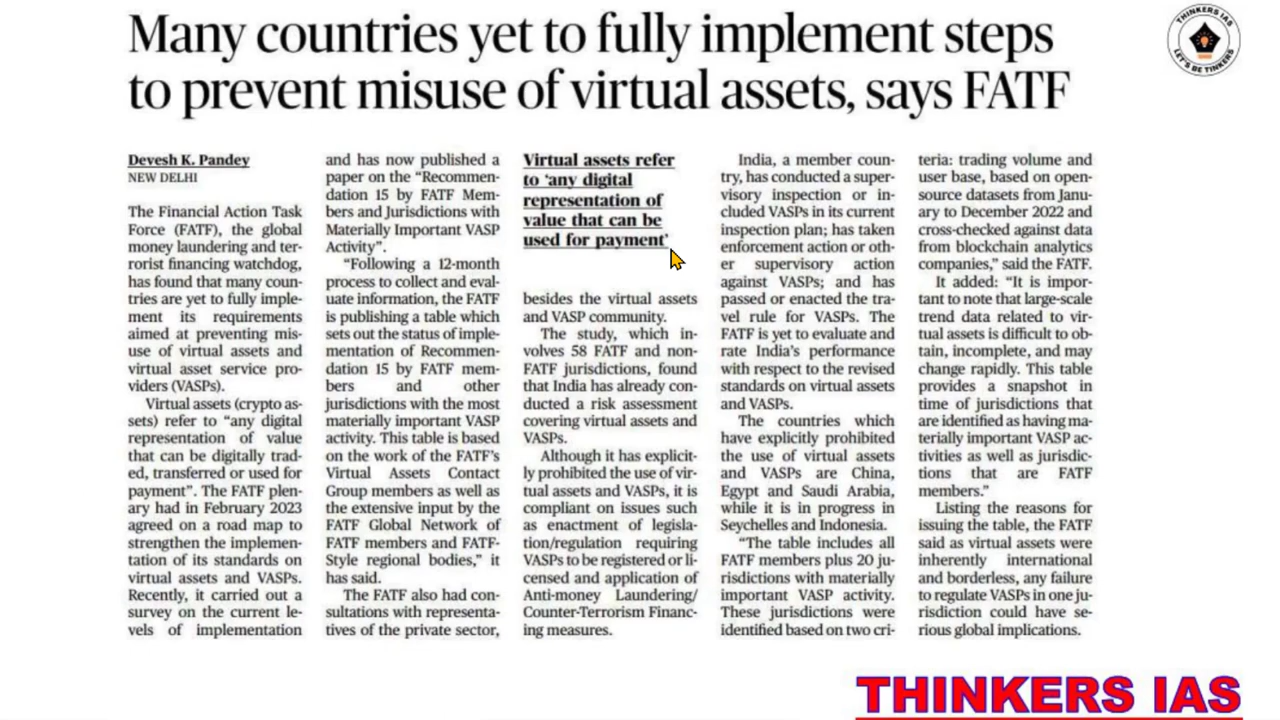 Many countries yet to fully implement steps
to prevent misuse of virtual assets, says FATF
THINKERS IAS
LET'S BE TINKERS
Devesh K. Pandey
NEW DELHI
The Financial Action Task
Force (FATF), the global
money laundering and ter-
rorist financing watchdog,
has found that many coun-
tries are yet to fully imple-
ment its requirements
aimed at preventing mis-
use of virtual assets and
virtual asset service pro-
viders (VASPs).
Virtual assets (crypto as-
sets) refer to “any digital
representation of value
that can be digitally trad-
ed, transferred or used for
payment”. The FATF plen-
ary had in February 2023
agreed on a road map to
strengthen the implemen-
tation of its standards on
virtual assets and VASPs.
Recently, it carried out a
survey on the current le-
vels of implementation
and has now published a
paper on the “Recommen-
dation 15 by FATF Mem-
bers and Jurisdictions with
Materially Important VASP
Activity”.
“Following a 12-month
process to collect and eval-
uate information, the FATF
is publishing a table which
sets out the status of imple-
mentation of Recommen-
dation 15 by FATF mem-
bers and other
jurisdictions with the most
materially important VASP
activity. This table is based
on the work of the FATF’s
Virtual Assets Contact
Group members as well as
the extensive input by the
FATF Global Network of
FATF members and FATF-
Style regional bodies,” it
has said.
The FATF also had con-
sultations with representa-
tives of the private sector,
Virtual assets refer
to ‘any digital
representation of
value that can be
used for payment’
besides the virtual assets
and VASP community.
The study, which in-
volves 58 FATF and non-
FATF jurisdictions, found
that India has already con-
ducted a risk assessment
covering virtual assets and
VASPs.
Although it has explicit-
ly prohibited the use of vir-
tual assets and VASPs, it is
compliant on issues such
as enactment of legisla-
tion/regulation requiring
VASPs to be registered or li-
censed and application of
Anti-money Laundering/
Counter-Terrorism Financ-
ing measures.
India, a member coun-
try, has conducted a super-
visory inspection or in-
cluded VASPs in its current
inspection plan; has taken
enforcement action or oth-
er supervisory action
against VASPs; and has
passed or enacted the tra-
vel rule for VASPs. The
FATF is yet to evaluate and
rate India’s performance
with respect to the revised
standards on virtual assets
and VASPs.
The countries which
have explicitly prohibited
the use of virtual assets
and VASPs are China,
Egypt and Saudi Arabia,
while it is in progress in
Seychelles and Indonesia.
“The table includes all
FATF members plus 20 ju-
risdictions with materially
important VASP activity.
These jurisdictions were
identified based on two cri-
teria: trading volume and
user base, based on open-
source datasets from Janu-
ary to December 2022 and
cross-checked against data
from blockchain analytics
companies,” said the FATF.
It added: “It is impor-
tant to note that large-scale
trend data related to vir-
tual assets is difficult to ob-
tain, incomplete, and may
change rapidly. This table
provides a snapshot in
time of jurisdictions that
are identified as having ma-
terially important VASP ac-
tivities as well as jurisdic-
tions that are FATF
members.”
Listing the reasons for
issuing the table, the FATF
said as virtual assets were
inherently international
and borderless, any failure
to regulate VASPs in one ju-
risdiction could have se-
rious global implications.
THINKERS IAS